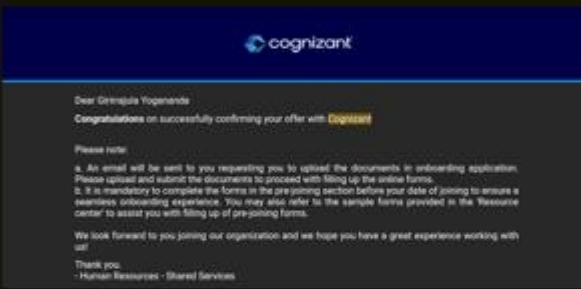 cognizant
Dear Girirajula Yogananda
Congratulations on successfully confirming your offer with Cognizant
Please note:
a. An email will be sent to you requesting you to upload the documents in onboarding application.
Please upload and submit the documents to proceed with filling up the online forms.
b. It is mandatory to complete the forms in the pre-joining section before your date of joining to ensure a
seamless onboarding experience. You may also refer to the sample forms provided in the 'Resource
center' to assist you with filling up of pre-joining forms.
We look forward to you joining our organization and we hope you have a great experience working with
us!
Thank you,
- Human Resources - Shared Services